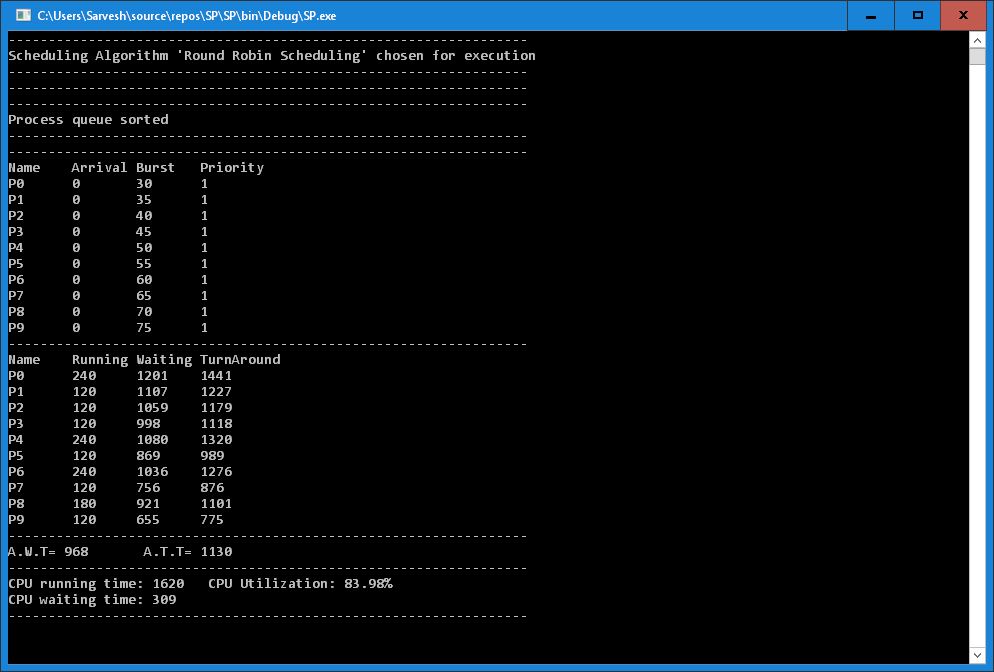 C:\Users\Sarvesh\source\repos\SP\SP\bin\Debug\SP.exe
-----------------------------------------------------------------
Scheduling Algorithm 'Round Robin Scheduling' chosen for execution
-----------------------------------------------------------------
-----------------------------------------------------------------
-----------------------------------------------------------------
Process queue sorted
-----------------------------------------------------------------
-----------------------------------------------------------------
Name    Arrival Burst   Priority
P0      0       30      1
P1      0       35      1
P2      0       40      1
P3      0       45      1
P4      0       50      1
P5      0       55      1
P6      0       60      1
P7      0       65      1
P8      0       70      1
P9      0       75      1
-----------------------------------------------------------------
Name    Running Waiting TurnAround
P0      240     1201    1441
P1      120     1107    1227
P2      120     1059    1179
P3      120     998     1118
P4      240     1080    1320
P5      120     869     989
P6      240     1036    1276
P7      120     756     876
P8      180     921     1101
P9      120     655     775
-----------------------------------------------------------------
A.W.T= 968       A.T.T= 1130
-----------------------------------------------------------------
CPU running time: 1620   CPU Utilization: 83.98%
CPU waiting time: 309
-----------------------------------------------------------------